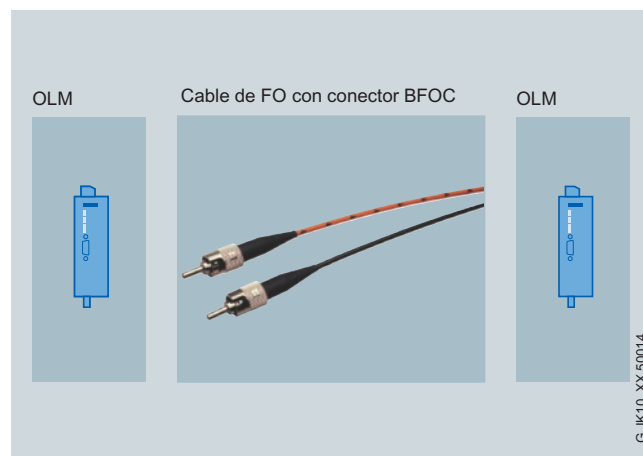 OLM
Cable de FO con conector BFOC
OLM
G_IK10_XX_50014